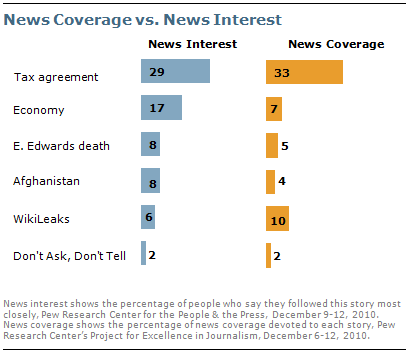 News Coverage vs. News Interest
News Interest News Coverage
Tax agreement 29 33
Economy 17 7
E. Edwards death 8 5
Afghanistan 8 4
WikiLeaks 6 10
Don't Ask, Don't Tell 2 2
News interest shows the percentage of people who say they followed this story most
closely, Pew Research Center for the People & the Press, December 9-12, 2010.
News coverage shows the percentage of news coverage devoted to each story, Pew
Research Center's Project for Excellence in Journalism, December 6-12, 2010.